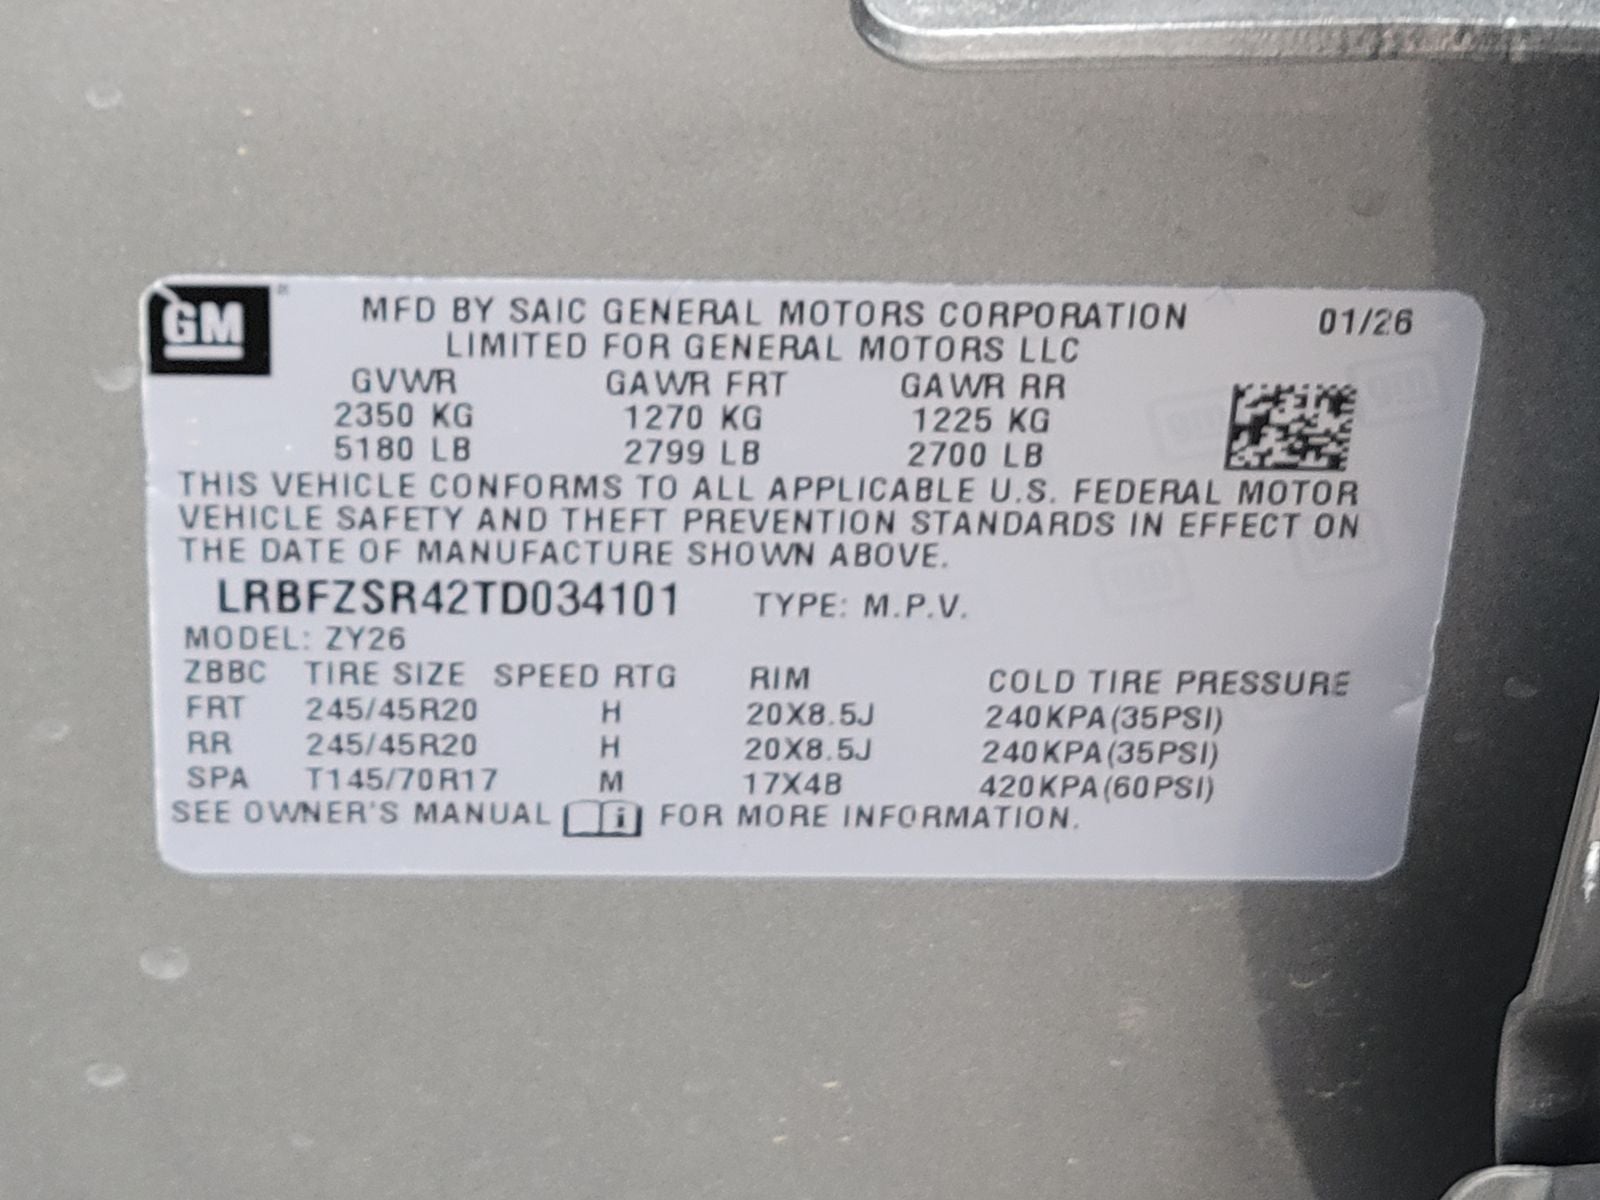 GM
MFD BY SAIC GENERAL MOTORS CORPORATION 01/26
LIMITED FOR GENERAL MOTORS LLC
GVWR GAWR FRT GAWR RR
2350 KG 1270 KG 1225 KG
5180 LB 2799 LB 2700 LB
THIS VEHICLE CONFORMS TO ALL APPLICABLE U.S. FEDERAL MOTOR
VEHICLE SAFETY AND THEFT PREVENTION STANDARDS IN EFFECT ON
THE DATE OF MANUFACTURE SHOWN ABOVE.
LRBFZSR42TD034101 TYPE: M.P.V.
MODEL: ZY26
ZBBC TIRE SIZE SPEED RTG RIM COLD TIRE PRESSURE
FRT 245/45R20 H 20X8.5J 240KPA(35PSI)
RR 245/45R20 H 20X8.5J 240KPA(35PSI)
SPA T145/70R17 M 17X4B 420KPA(60PSI)
SEE OWNER'S MANUAL i FOR MORE INFORMATION.